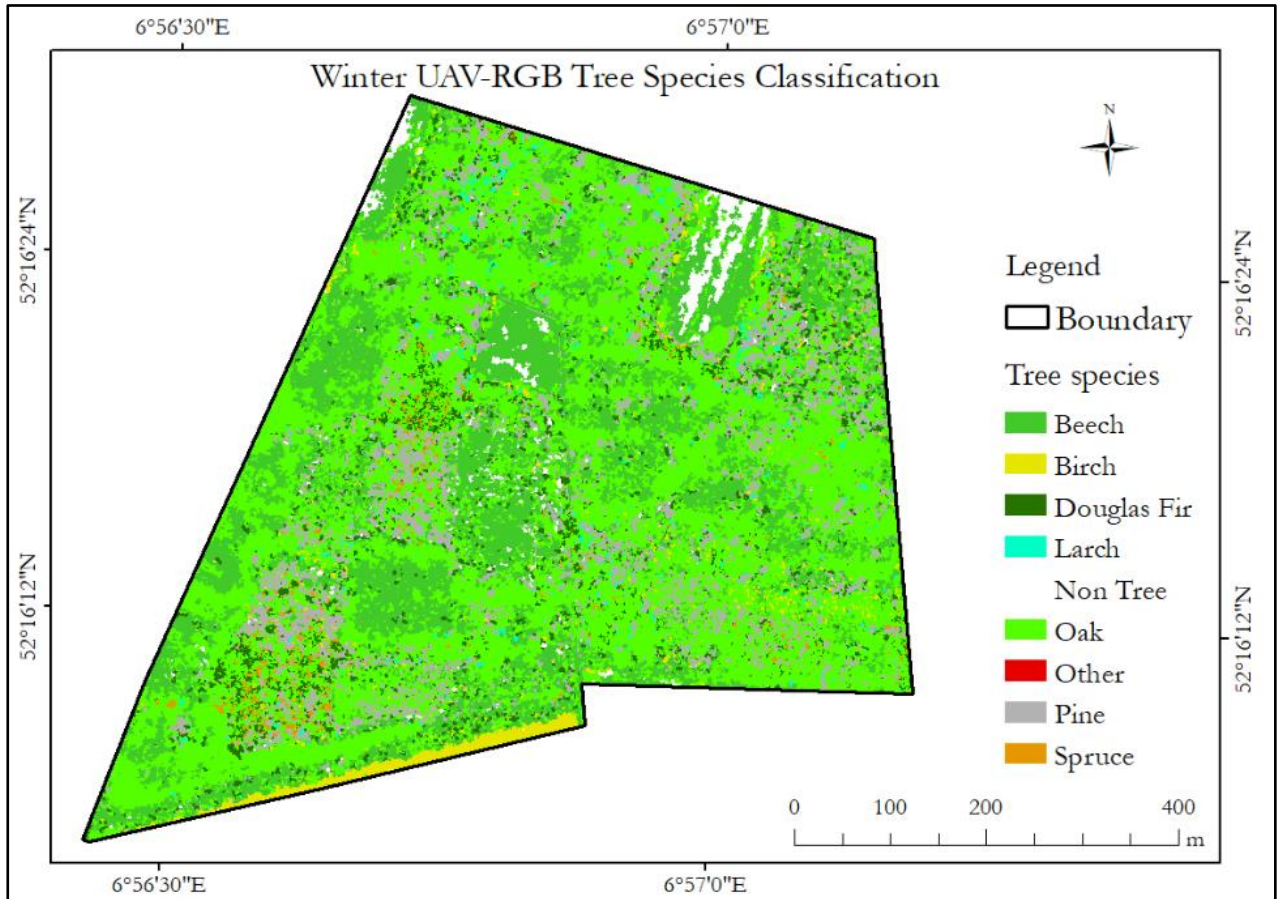 6°56'30"E 6°57'0"E
Winter UAV-RGB Tree Species Classification
N
52°16'24"N
52°16'24"N
Legend
Boundary
Tree species
Beech
Birch
Douglas Fir
Larch
Non Tree
Oak
Other
Pine
Spruce
52°16'12"N
52°16'12"N
0 100 200 400
m
6°56'30"E 6°57'0"E